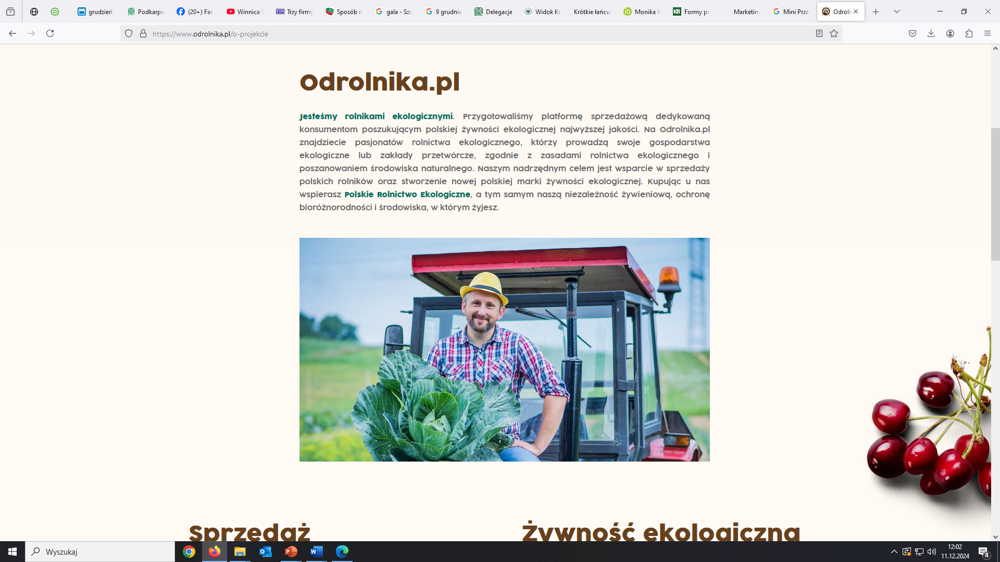 grudzień
Podkarpa
(20+) Fac
Winnica
Trzy firmy
Sposób n
gala - Szu
9 grudnia
Delegacje
Widok Kr
Krótkie łańcu
Monika W
Formy pr
Marketin
Mini Prze
Odroln
https://www.odrolnika.pl/o-projekcie
Odrolnika.pl
Jesteśmy rolnikami ekologicznymi. Przygotowaliśmy platformę sprzedażową dedykowaną
konsumentom poszukującym polskiej żywności ekologicznej najwyższej jakości. Na Odrolnika.pl
znajdziecie pasjonatów rolnictwa ekologicznego, którzy prowadzą swoje gospodarstwa
ekologiczne lub zakłady przetwórcze, zgodnie z zasadami rolnictwa ekologicznego i
poszanowaniem środowiska naturalnego. Naszym nadrzędnym celem jest wsparcie w sprzedaży
polskich rolników oraz stworzenie nowej polskiej marki żywności ekologicznej. Kupując u nas
wspierasz Polskie Rolnictwo Ekologiczne, a tym samym naszą niezależność żywieniową, ochronę
bioróżnorodności i środowiska, w którym żyjesz.
Sprzedaż
Żywność ekologiczna
Wyszukaj
12:02
11.12.2024
4